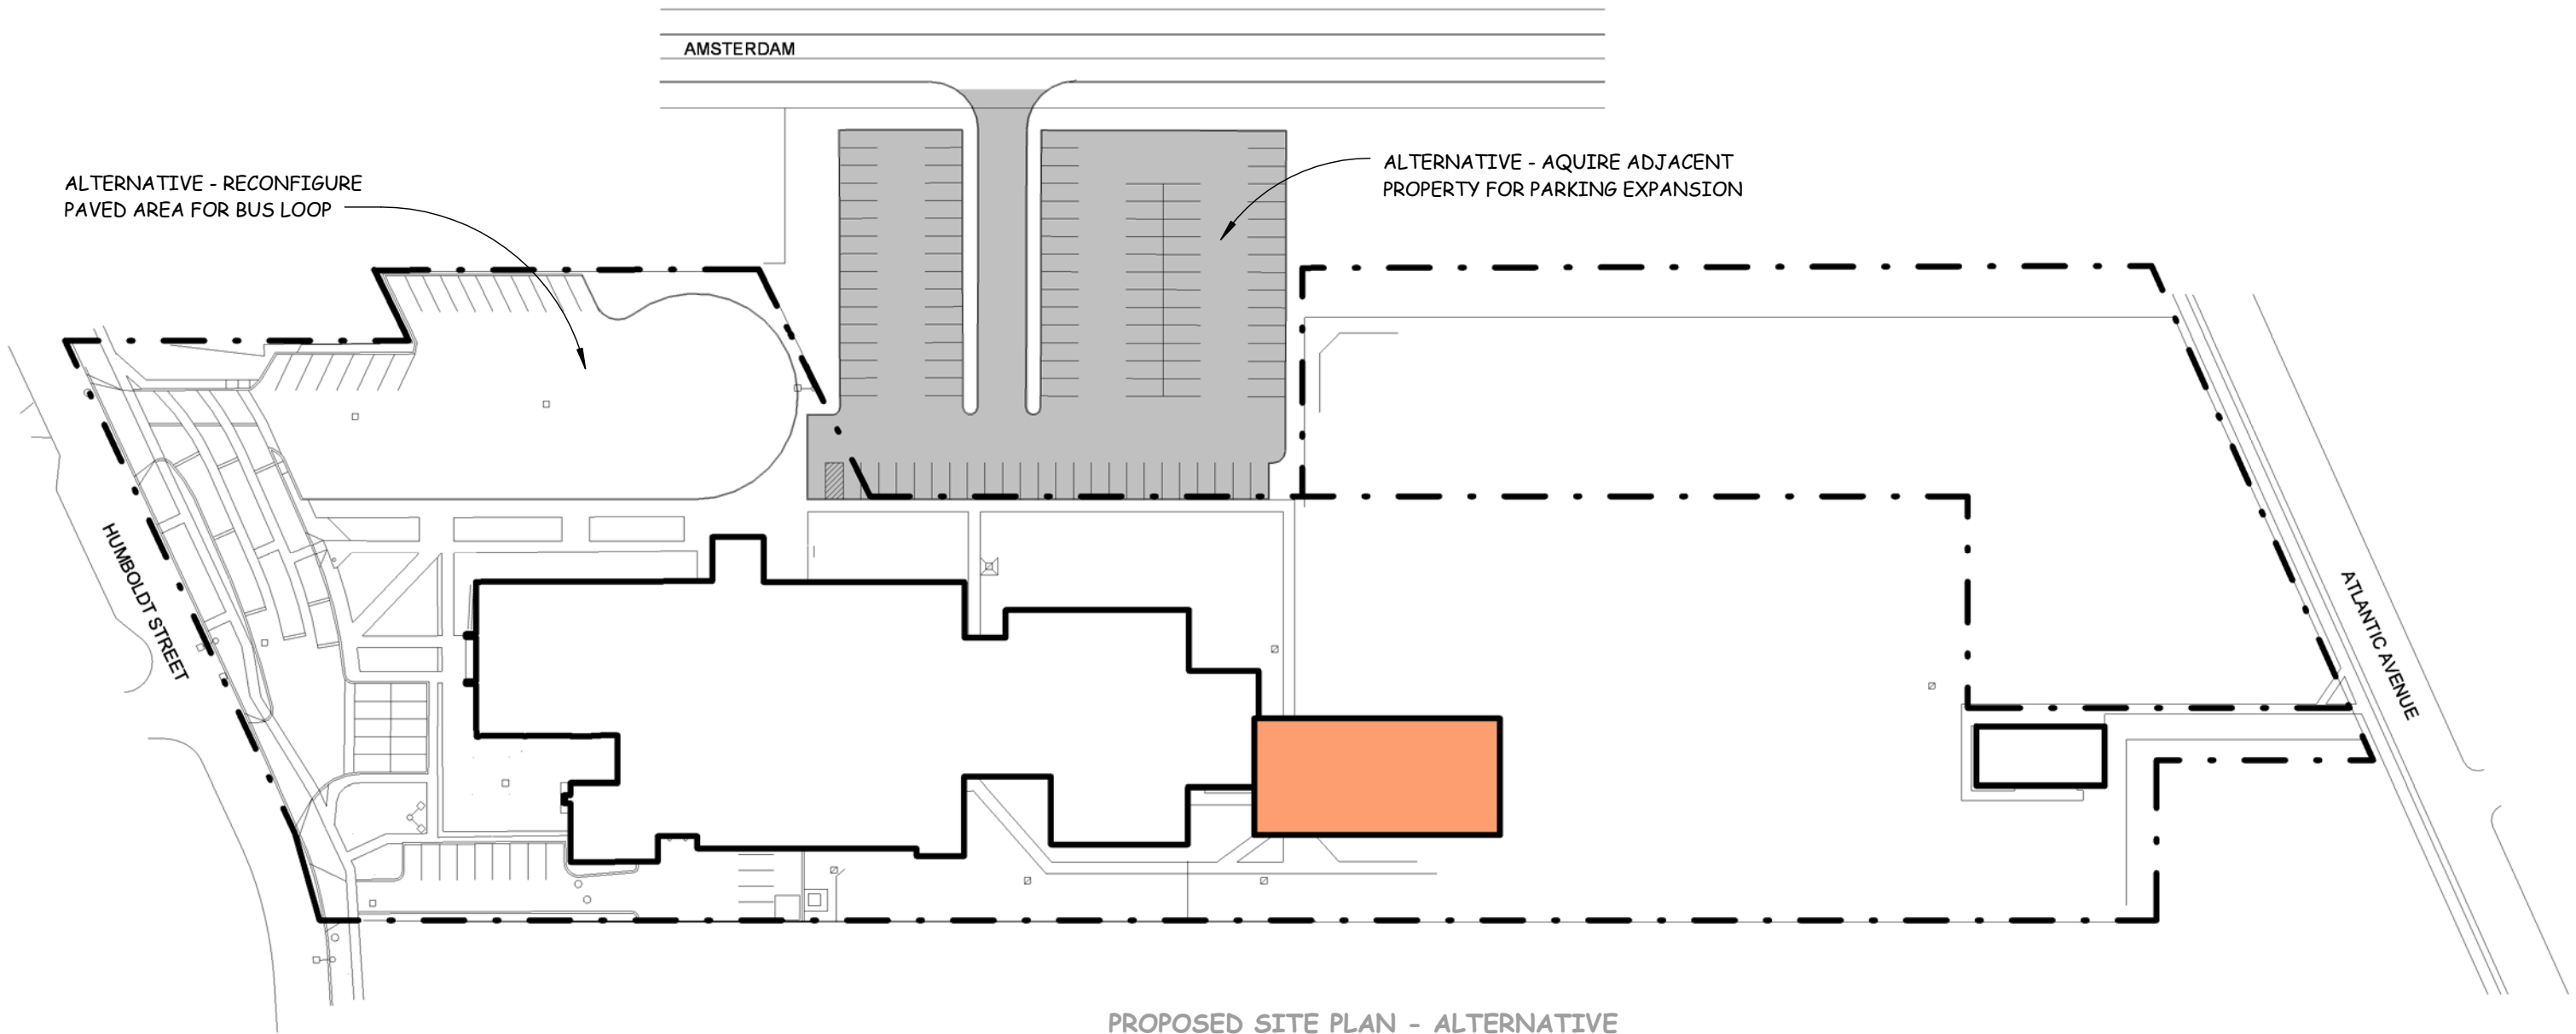 AMSTERDAM
ALTERNATIVE - RECONFIGURE
PAVED AREA FOR BUS LOOP
ALTERNATIVE - AQUIRE ADJACENT
PROPERTY FOR PARKING EXPANSION
HUMBOLDT STREET
ATLANTIC AVENUE
PROPOSED SITE PLAN - ALTERNATIVE